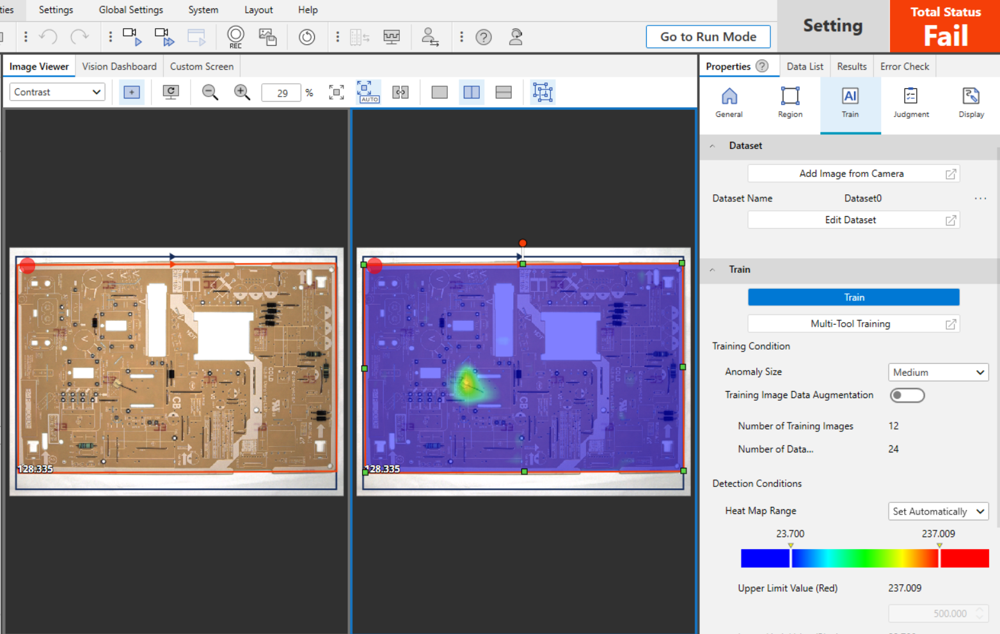 ties Settings Global Settings System Layout Help
REC
Go to Run Mode
Setting
Total Status
Fail
Image Viewer Vision Dashboard Custom Screen
Contrast
29 %
AUTO
128.335
128.335
Properties Data List Results Error Check
AI
General Region Train Judgment Display
Dataset
Add Image from Camera
Dataset Name Dataset0 ...
Edit Dataset
Train
Train
Multi-Tool Training
Training Condition
Anomaly Size Medium
Training Image Data Augmentation
Number of Training Images 12
Number of Data... 24
Detection Conditions
Heat Map Range Set Automatically
23.700 237.009
Upper Limit Value (Red) 237.009
500.000